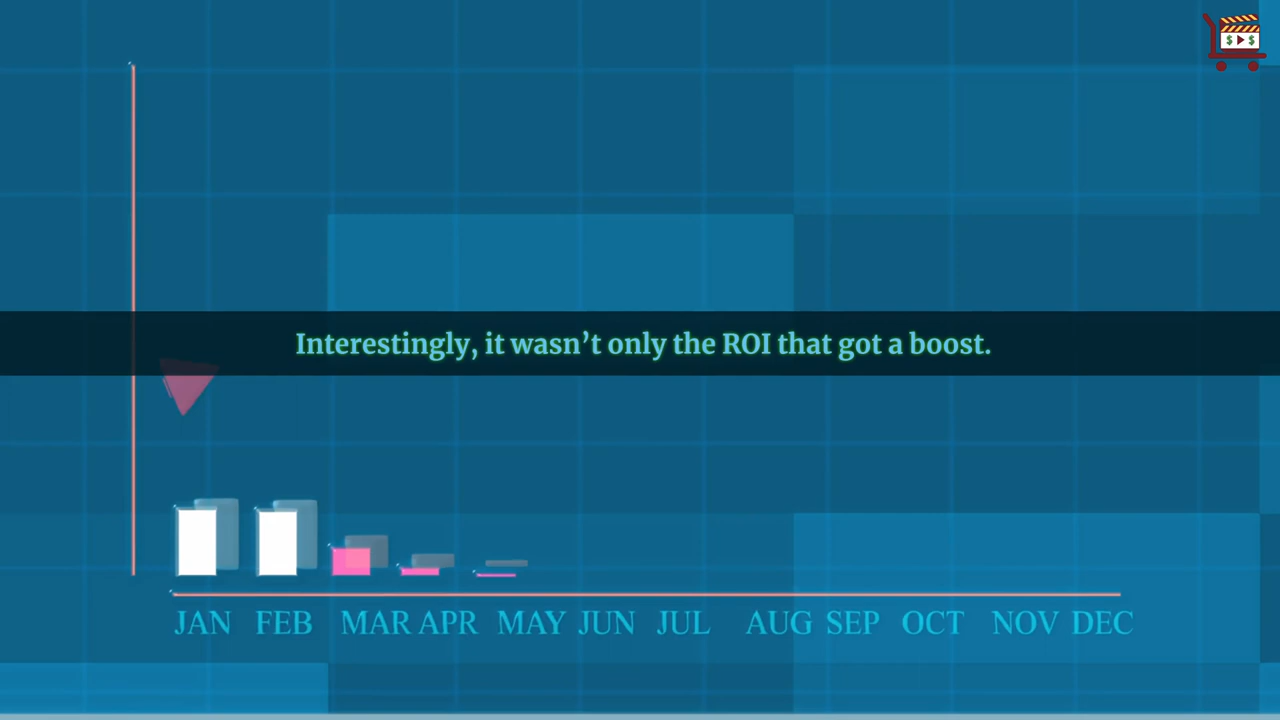 Interestingly, it wasn’t only the ROI that got a boost.
JAN FEB MAR APR MAY JUN JUL AUG SEP OCT NOV DEC